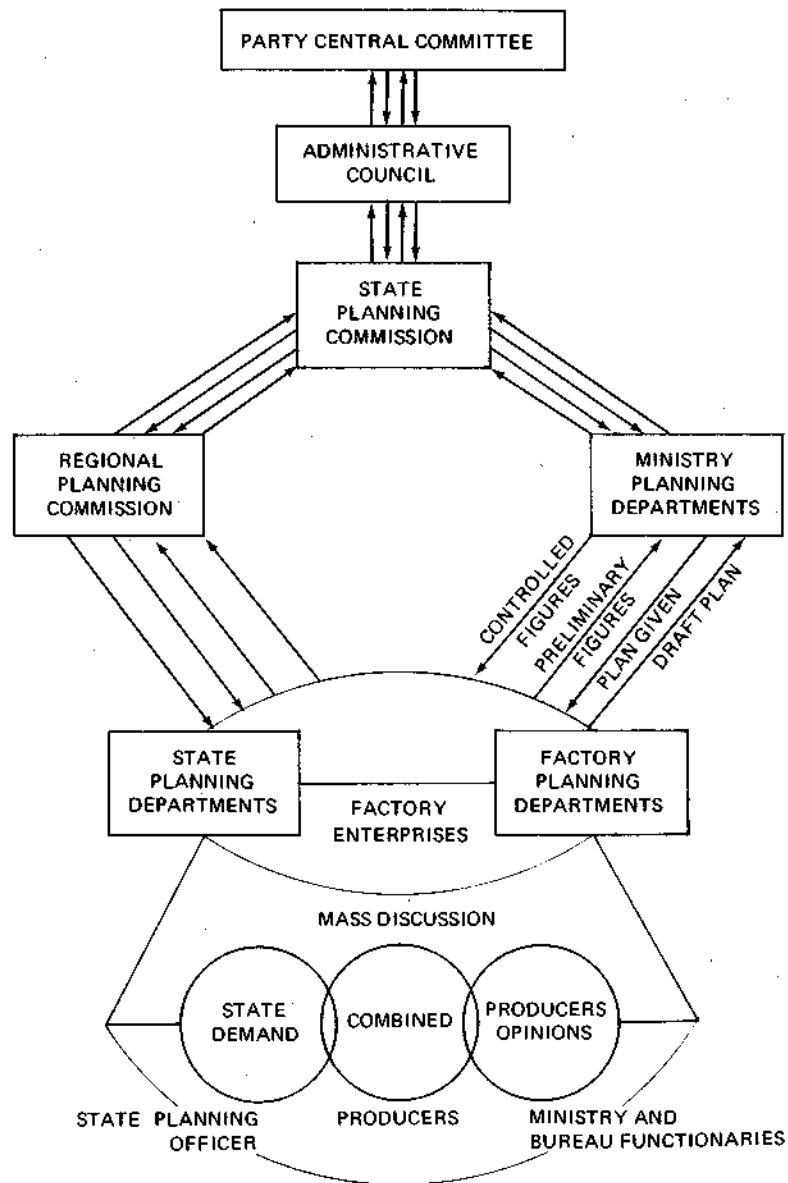 PARTY CENTRAL COMMITTEE
ADMINISTRATIVE
COUNCIL
STATE
PLANNING
COMMISSION
REGIONAL
PLANNING
COMMISSION
MINISTRY
PLANNING
DEPARTMENTS
CONTROLLED
FIGURES
PRELIMINARY
FIGURES
PLAN GIVEN
DRAFT PLAN
STATE
PLANNING
DEPARTMENTS
FACTORY
ENTERPRISES
FACTORY
PLANNING
DEPARTMENTS
MASS DISCUSSION
STATE
DEMAND
COMBINED
PRODUCERS
OPINIONS
STATE PLANNING
OFFICER
PRODUCERS
MINISTRY AND
BUREAU FUNCTIONARIES